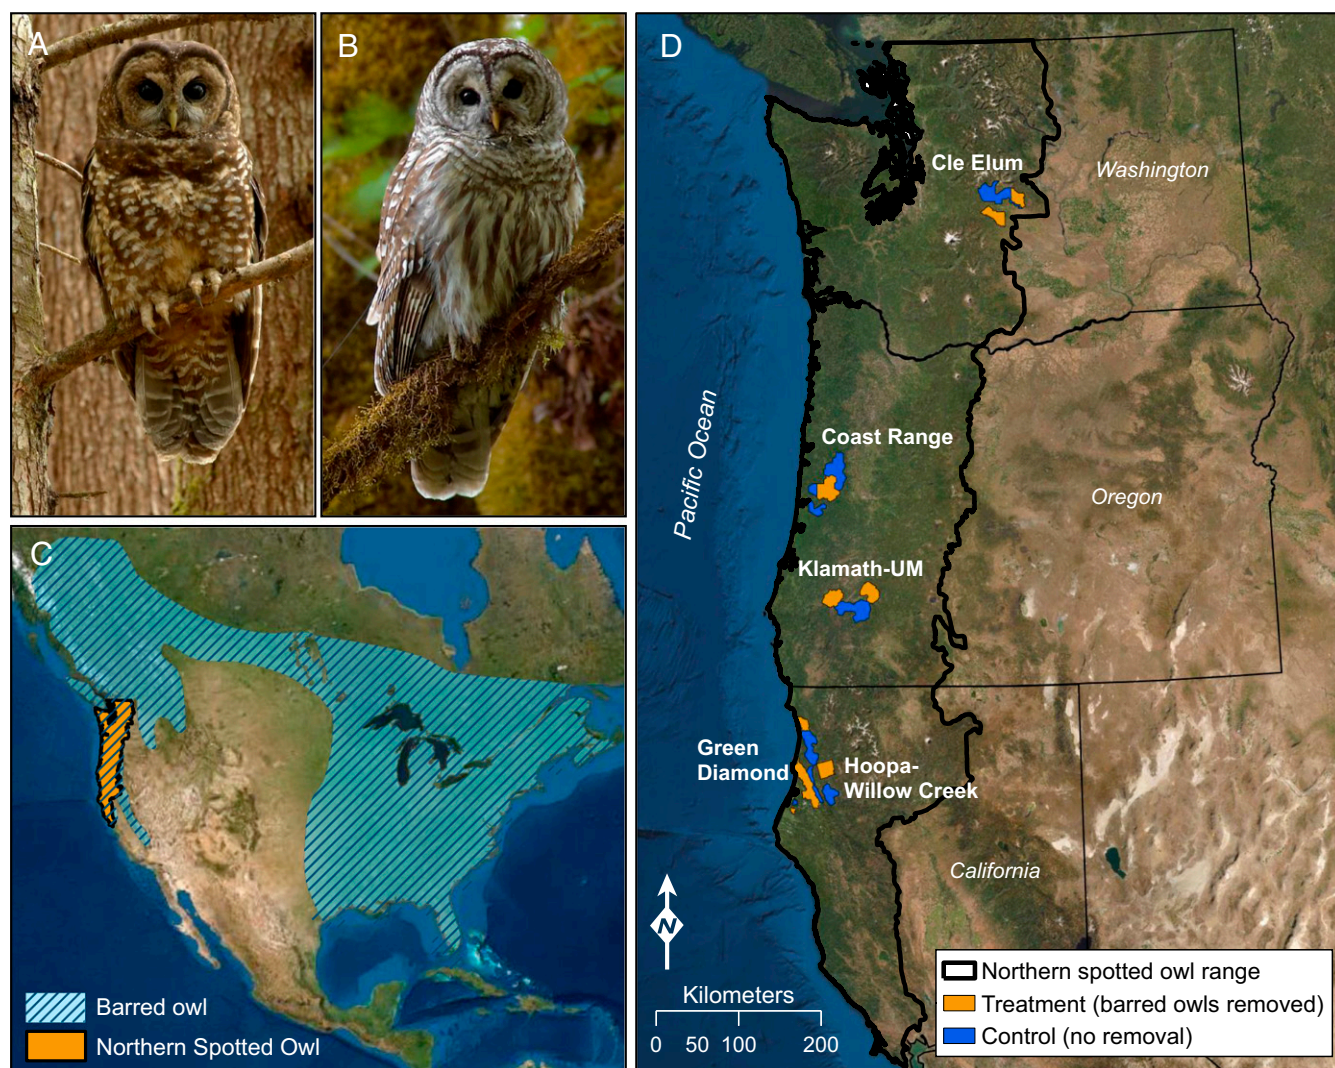 A
B
C
Barred owl
Northern Spotted Owl
D
Cle Elum
Washington
Coast Range
Pacific Ocean
Oregon
Klamath-UM
Green
Diamond
Hoopa-
Willow Creek
California
N
Kilometers
0 50 100 200
Northern spotted owl range
Treatment (barred owls removed)
Control (no removal)